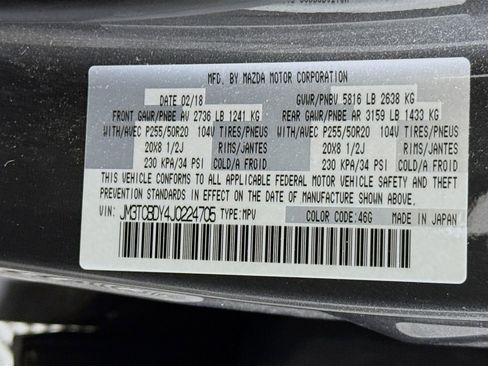 MFD. BY MAZDA MOTOR CORPORATION
DATE 02/18 GVWR/PNBV 5816 LB 2638 KG
FRONT GAWR/PNBE AV 2736 LB 1241 KG REAR GAWR/PNBE AR 3159 LB 1433 KG
WITH/AVEC P255/50R20 104V TIRES/PNEUS WITH/AVEC P255/50R20 104V TIRES/PNEUS
20X8 1/2J RIMS/JANTES 20X8 1/2J RIMS/JANTES
230 KPA/34 PSI COLD/A FROID 230 KPA/34 PSI COLD/A FROID
THIS VEHICLE CONFORMS TO ALL APPLICABLE FEDERAL MOTOR VEHICLE SAFETY AND THEFT
PREVENTION STANDARDS IN EFFECT ON THE DATE OF MANUFACTURE SHOWN ABOVE.
VIN: JM3TCBDY4J0224705 TYPE:MPV COLOR CODE:46G MADE IN JAPAN